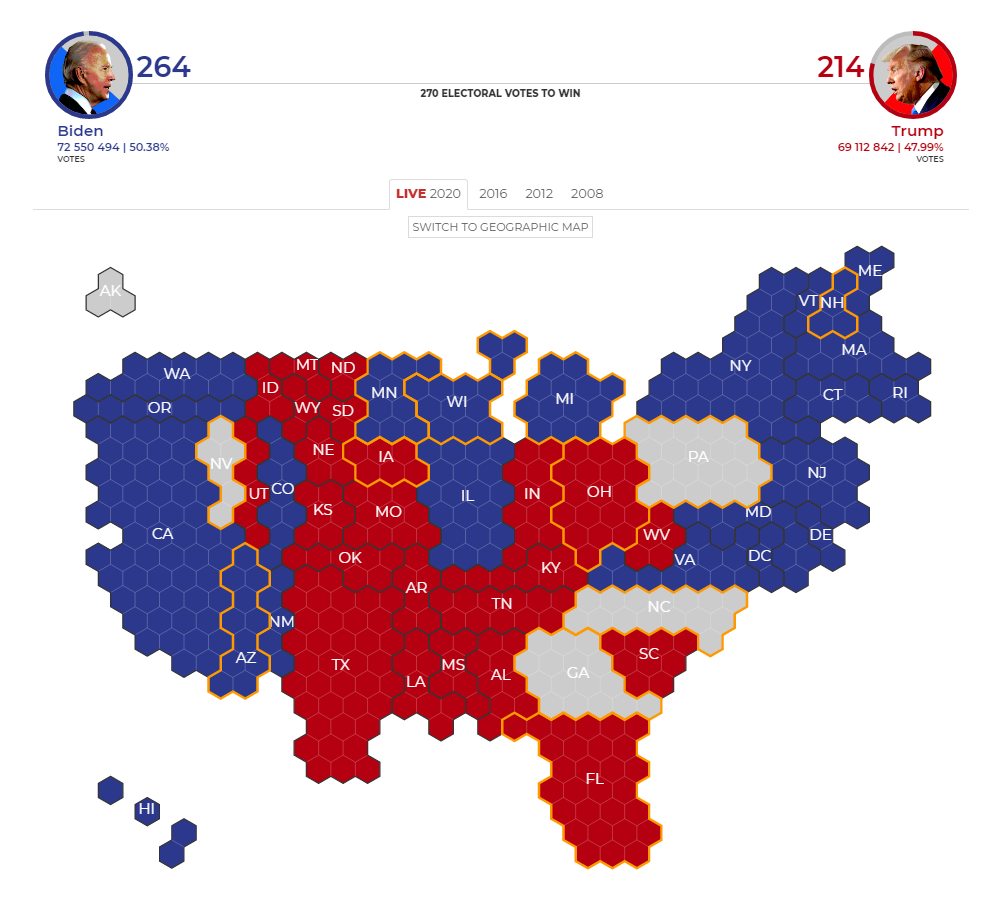 264
214
270 ELECTORAL VOTES TO WIN
Biden
Trump
72 550 494 | 50.38%
69 112 842 | 47.99%
VOTES
VOTES
LIVE 2020
2016
2012
2008
SWITCH TO GEOGRAPHIC MAP
ME
AK
VT
NH
MA
WA
MT
ND
NY
ID
MN
WI
MI
CT
RI
OR
WY
SD
NE
IA
PA
NV
UT
CO
IL
IN
OH
NJ
KS
MO
MD
CA
WV
DE
OK
KY
VA
DC
AR
TN
NC
NM
AZ
TX
MS
SC
LA
AL
GA
FL
HI